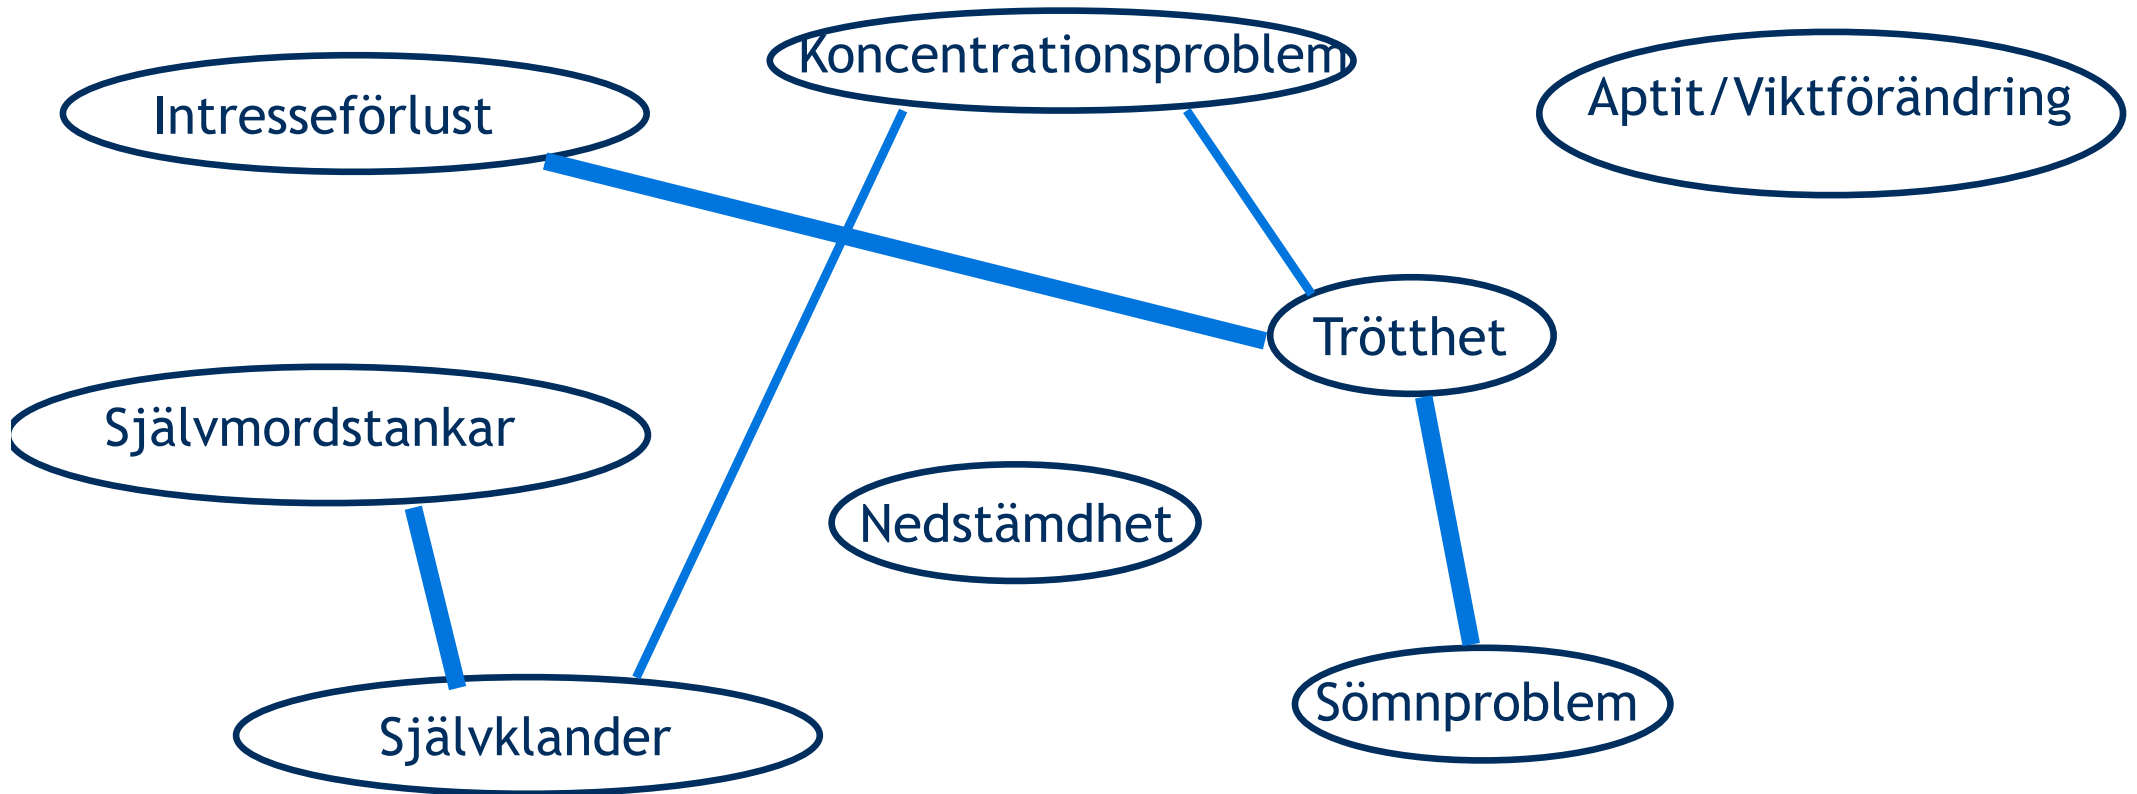 Koncentrationsproblem
Intresseförlust
Aptit/Viktförändring
Trötthet
Självmordstankar
Nedstämdhet
Sömnproblem
Självklander